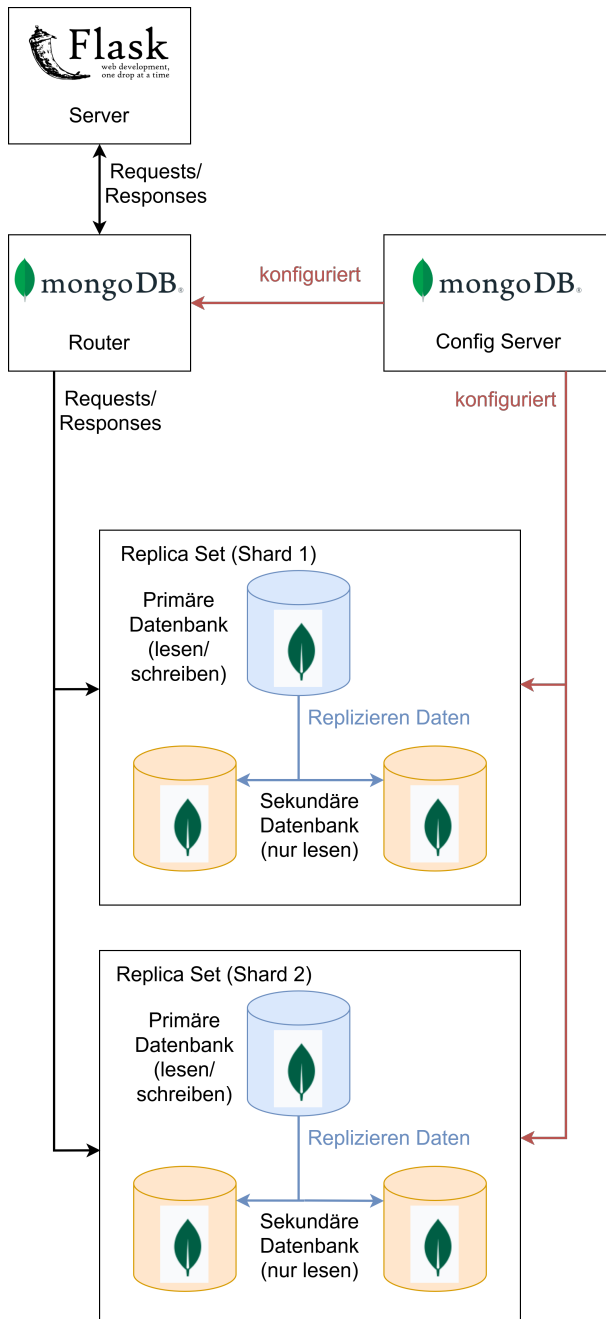 Flask
web development,
one drop at a time
Server
Requests/
Responses
mongoDB®
Router
konfiguriert
mongoDB®
Config Server
Requests/
Responses
konfiguriert
Replica Set (Shard 1)
Primäre
Datenbank
(lesen/
schreiben)
Replizieren Daten
Sekundäre
Datenbank
(nur lesen)
Replica Set (Shard 2)
Primäre
Datenbank
(lesen/
schreiben)
Replizieren Daten
Sekundäre
Datenbank
(nur lesen)